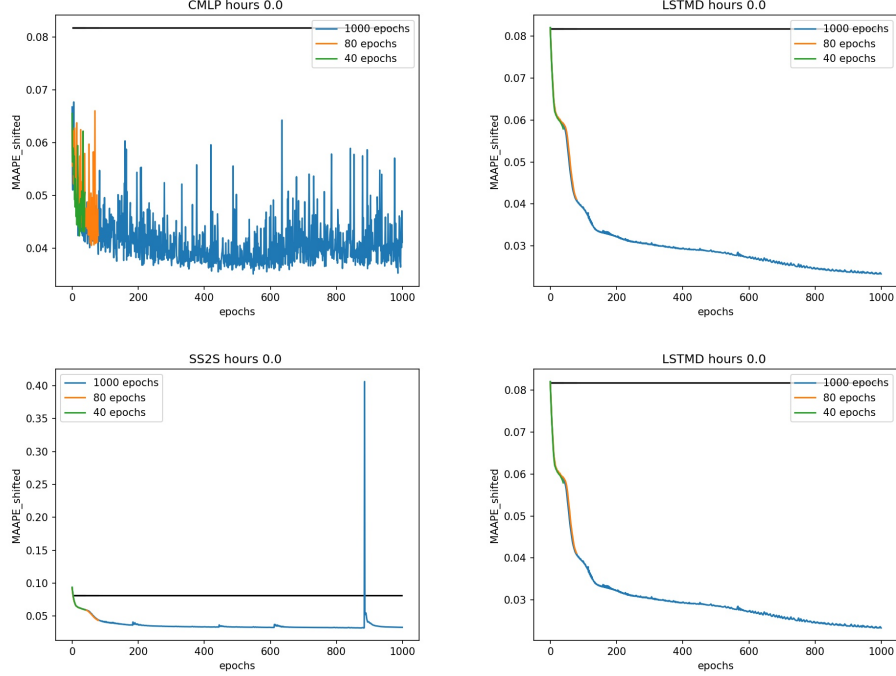 CMLP hours 0.0
1000 epochs
80 epochs
40 epochs
0.08
0.07
0.06
0.05
0.04
MAAPE_shifted
0 200 400 600 800 1000
epochs
LSTMD hours 0.0
1000 epochs
80 epochs
40 epochs
0.08
0.07
0.06
0.05
0.04
0.03
MAAPE_shifted
0 200 400 600 800 1000
epochs
SS2S hours 0.0
1000 epochs
80 epochs
40 epochs
0.40
0.35
0.30
0.25
0.20
0.15
0.10
0.05
MAAPE_shifted
0 200 400 600 800 1000
epochs
LSTMD hours 0.0
1000 epochs
80 epochs
40 epochs
0.08
0.07
0.06
0.05
0.04
0.03
MAAPE_shifted
0 200 400 600 800 1000
epochs